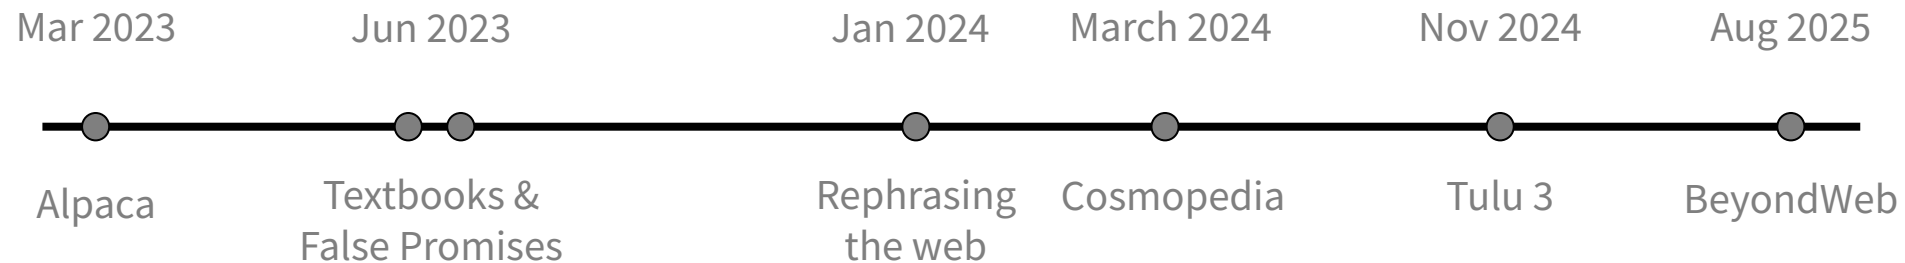 Mar 2023
Jun 2023
Jan 2024
March 2024
Nov 2024
Aug 2025
Alpaca
Textbooks &
False Promises
Rephrasing
the web
Cosmopedia
Tulu 3
BeyondWeb